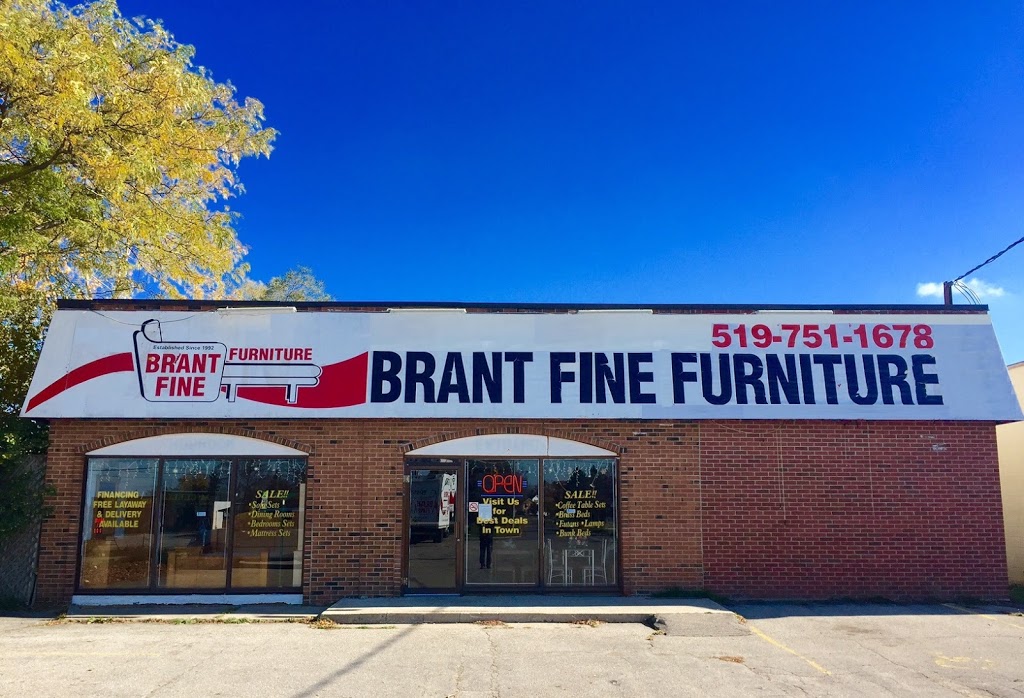 Established Since 1992
BRANT
FINE
FURNITURE
519-751-1678
BRANT FINE FURNITURE
FINANCING
FREE LAYAWAY
& DELIVERY
AVAILABLE
SALE!!
•Sofa Sets
•Dining Rooms
•Bedrooms Sets
•Mattress Sets
OPEN
Visit Us
for
Best Deals
In Town
SALE!!
•Coffee Table Sets
•Brass Beds
•Futons •Lamps
•Bunk Beds